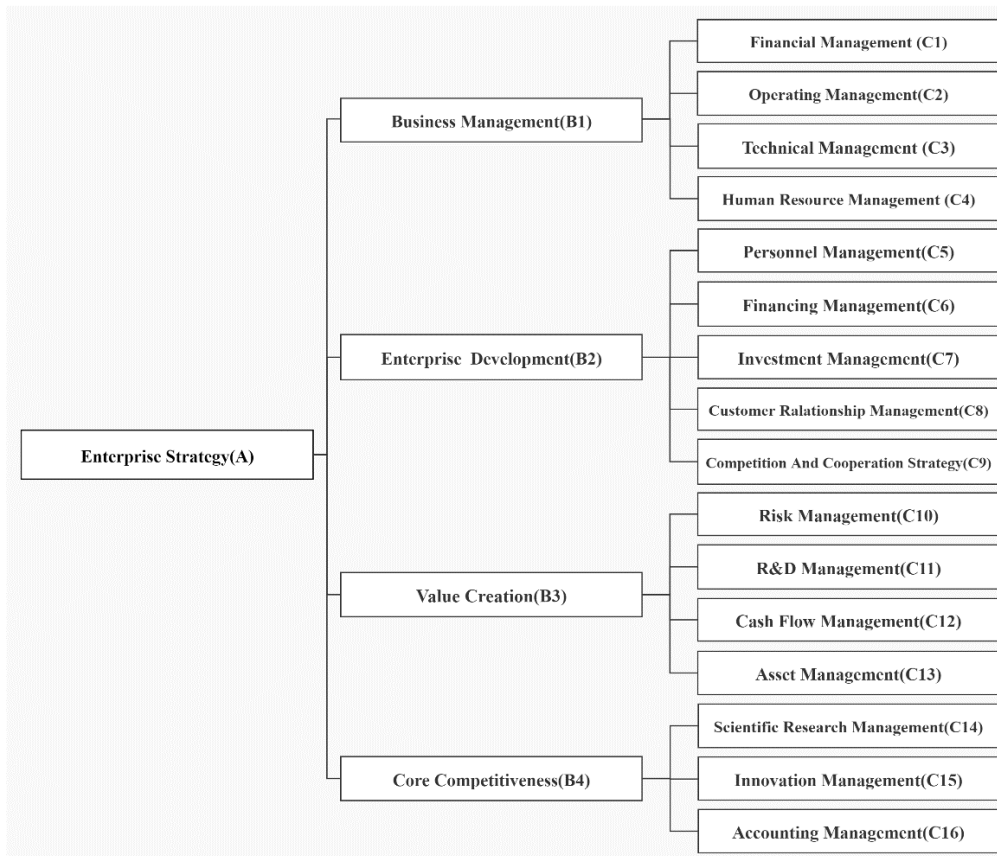 Financial Management (C1)
Operating Management(C2)
Business Management(B1)
Technical Management (C3)
Human Resource Management (C4)
Personnel Management(C5)
Financing Management(C6)
Enterprise Development(B2)
Investment Management(C7)
Customer Ralationship Management(C8)
Enterprise Strategy(A)
Competition And Cooperation Strategy(C9)
Risk Management(C10)
R&D Management(C11)
Value Creation(B3)
Cash Flow Management(C12)
Asset Management(C13)
Scientific Research Management(C14)
Core Competitiveness(B4)
Innovation Management(C15)
Accounting Management(C16)